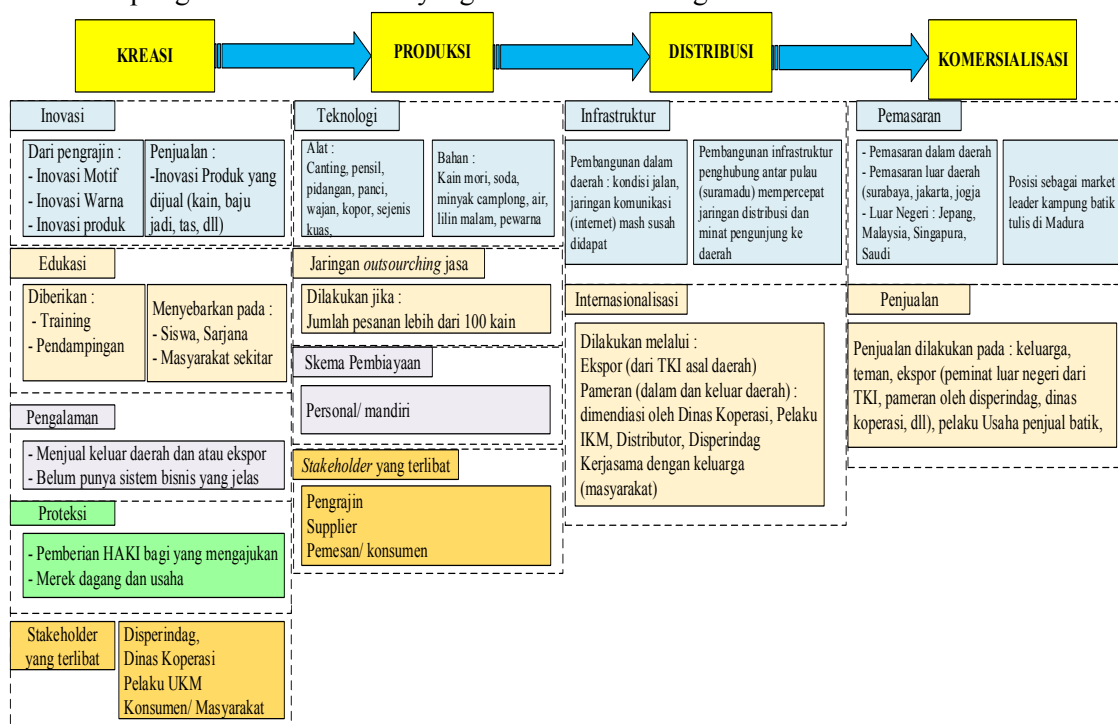 KREASI
PRODUKSI
DISTRIBUSI
KOMERSIALISASI
Inovasi
Dari pengrajin :
- Inovasi Motif
- Inovasi Warna
- Inovasi produk
Penjualan :
-Inovasi Produk yang
dijual (kain, baju
jadi, tas, dll)
Edukasi
Diberikan :
- Training
- Pendampingan
Menyebarkan pada :
- Siswa, Sarjana
- Masyarakat sekitar
Pengalaman
- Menjual keluar daerah dan atau ekspor
- Belum punya sistem bisnis yang jelas
Proteksi
- Pemberian HAKI bagi yang mengajukan
- Merek dagang dan usaha
Stakeholder
yang terlibat
Disperindag,
Dinas Koperasi
Pelaku UKM
Konsumen/ Masyarakat
Teknologi
Alat :
Canting, pensil,
pidangan, panci,
wajan, kopor, sejenis
kuas,
Bahan :
Kain mori, soda,
minyak camplong, air,
lilin malam, pewarna
Jaringan outsourching jasa
Dilakukan jika :
Jumlah pesanan lebih dari 100 kain
Skema Pembiayaan
Personal/ mandiri
Stakeholder yang terlibat
Pengrajin
Supplier
Pemesan/ konsumen
Infrastruktur
Pembangunan dalam
daerah : kondisi jalan,
jaringan komunikasi
(internet) mash susah
didapat
Pembangunan infrastruktur
penghubung antar pulau
(suramadu) mempercepat
jaringan distribusi dan
minat pengunjung ke
daerah
Internasionalisasi
Dilakukan melalui :
Ekspor (dari TKI asal daerah)
Pameran (dalam dan keluar daerah) :
dimendiasi oleh Dinas Koperasi, Pelaku
IKM, Distributor, Disperindag
Kerjasama dengan keluarga
(masyarakat)
Pemasaran
- Pemasaran dalam daerah
- Pemasaran luar daerah
(surabaya, jakarta, jogja
- Luar Negeri : Jepang,
Malaysia, Singapura,
Saudi
Posisi sebagai market
leader kampung batik
tulis di Madura
Penjualan
Penjualan dilakukan pada : keluarga,
teman, ekspor (peminat luar negeri dari
TKI, pameran oleh disperindag, dinas
koperasi, dll), pelaku Usaha penjual batik,